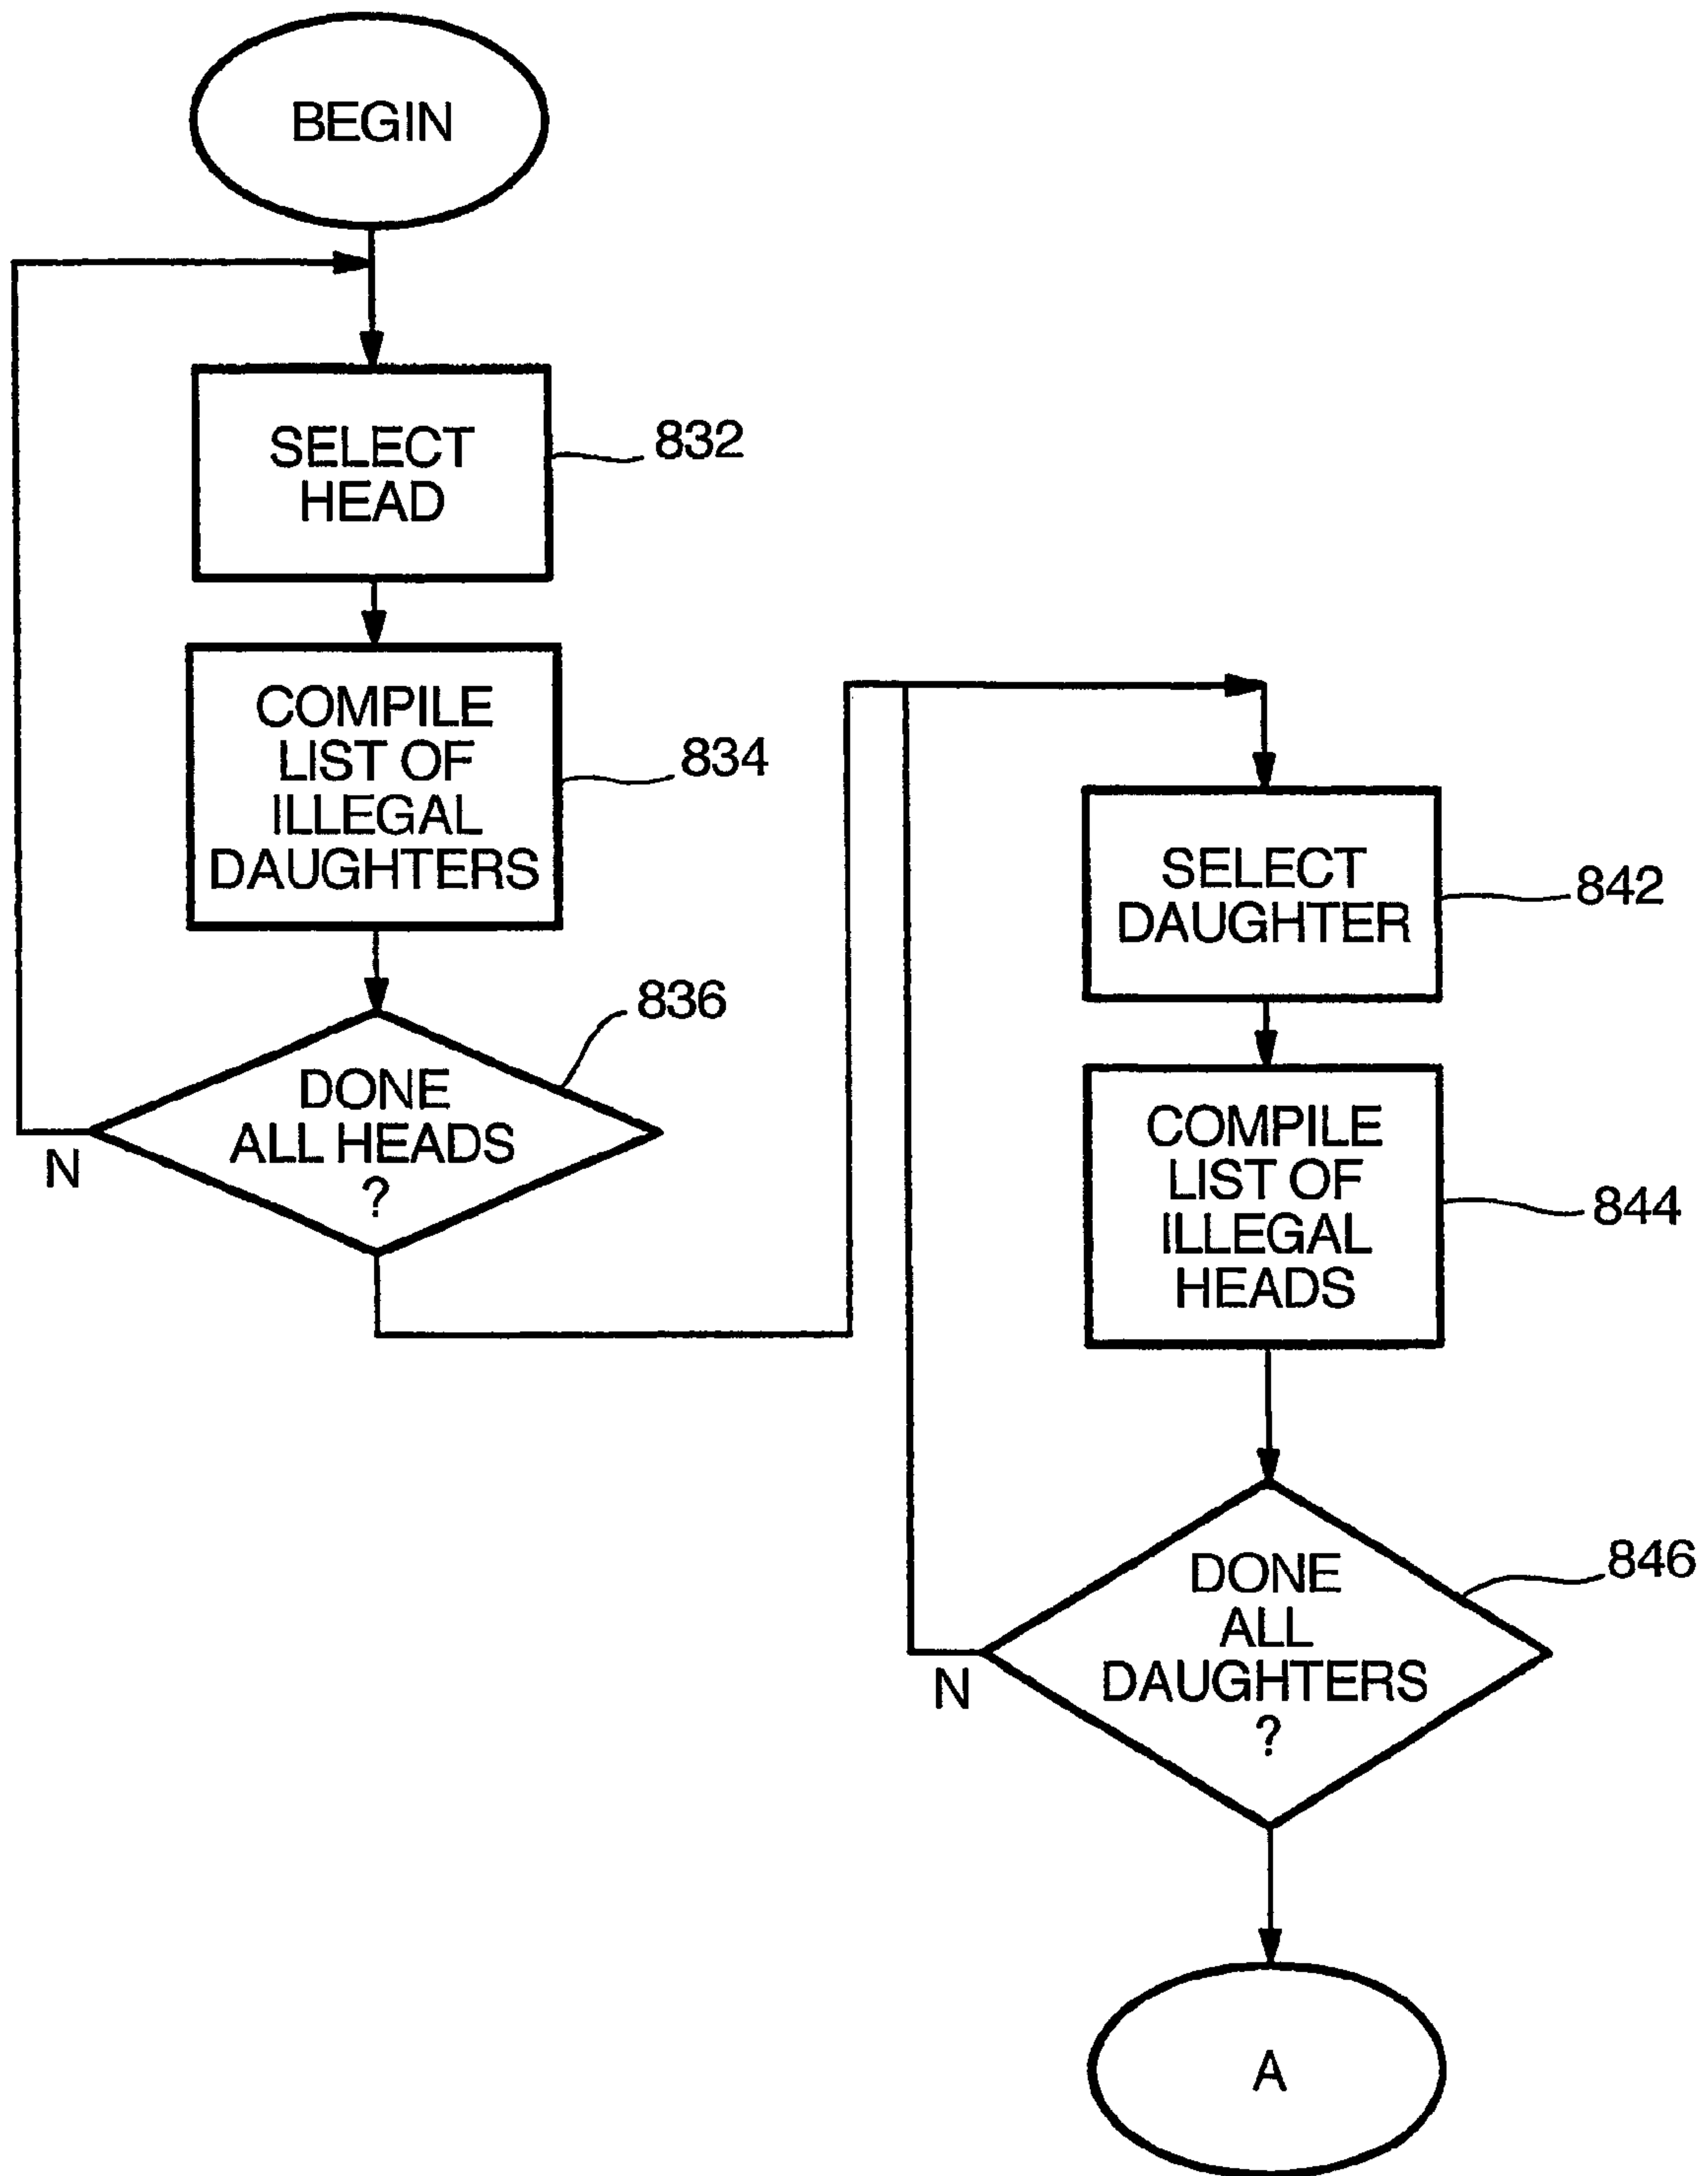 BEGIN
SELECT
HEAD
832
COMPILE
LIST OF
ILLEGAL
DAUGHTERS
834
DONE
ALL HEADS
?
836
N
SELECT
DAUGHTER
842
COMPILE
LIST OF
ILLEGAL
HEADS
844
DONE
ALL
DAUGHTERS
?
846
N
A